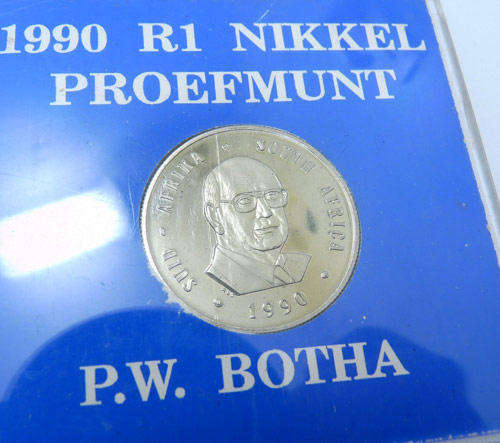 1990 R1 NIKKEL
PROEFMUNT
SUID - AFRIKA · SOUTH AFRICA
· 1990 ·
P.W. BOTHA